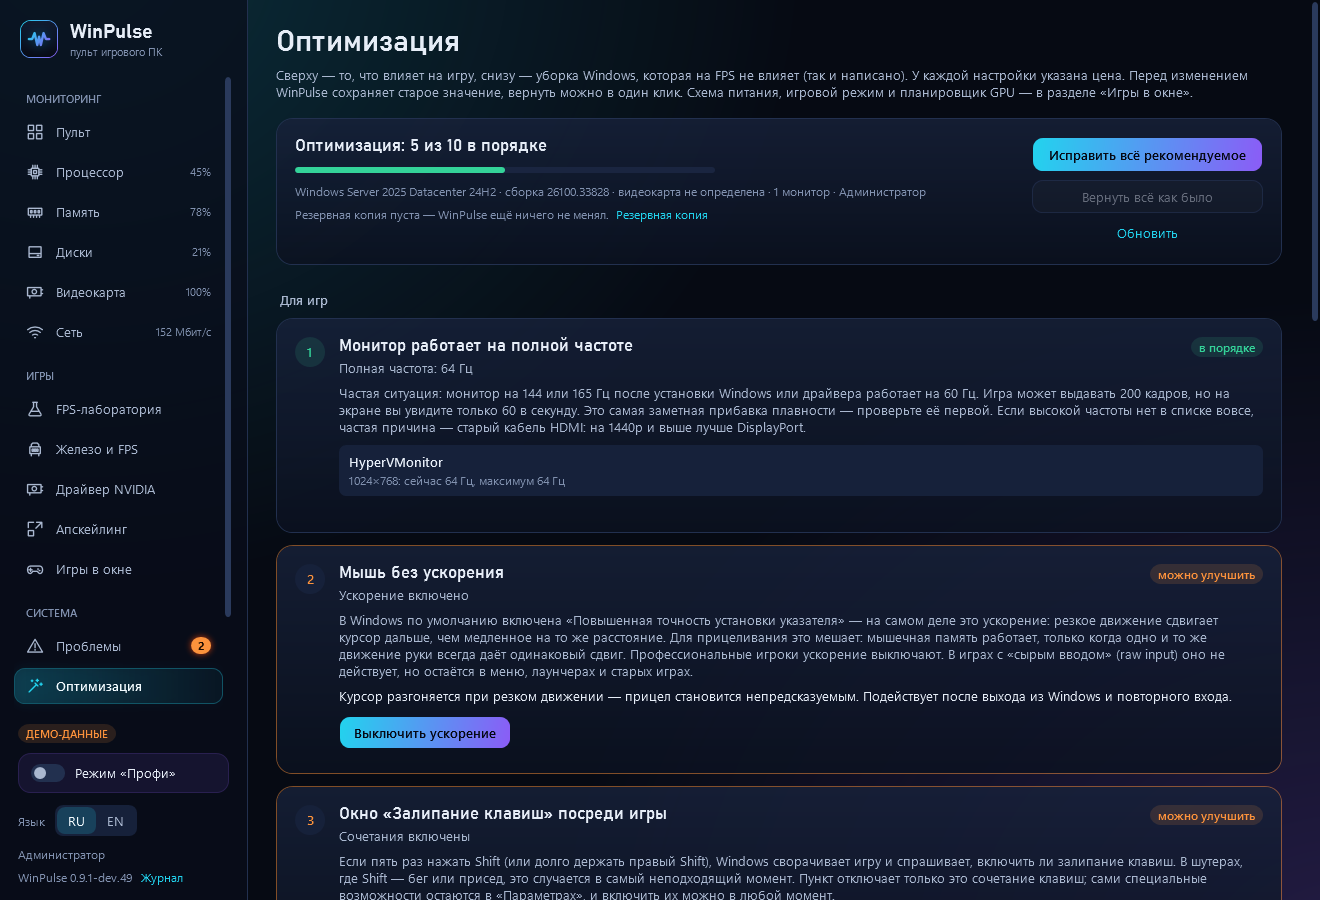 WinPulse
пульт игрового ПК
МОНИТОРИНГ
Пульт
Процессор 45%
Память 78%
Диски 21%
Видеокарта 100%
Сеть 152 Мбит/с
ИГРЫ
FPS-лаборатория
Железо и FPS
Драйвер NVIDIA
Апскейлинг
Игры в окне
СИСТЕМА
Проблемы 2
Оптимизация
ДЕМО-ДАННЫЕ
Режим «Профи»
Язык RU EN
Администратор
WinPulse 0.9.1-dev.49 Журнал
Оптимизация
Сверху — то, что влияет на игру, снизу — уборка Windows, которая на FPS не влияет (так и написано). У каждой настройки указана цена. Перед изменением
WinPulse сохраняет старое значение, вернуть можно в один клик. Схема питания, игровой режим и планировщик GPU — в разделе «Игры в окне».
Оптимизация: 5 из 10 в порядке
Windows Server 2025 Datacenter 24H2 · сборка 26100.33828 · видеокарта не определена · 1 монитор · Администратор
Резервная копия пуста — WinPulse ещё ничего не менял. Резервная копия
Исправить всё рекомендуемое
Вернуть всё как было
Обновить
Для игр
1
Монитор работает на полной частоте
в порядке
Полная частота: 64 Гц
Частая ситуация: монитор на 144 или 165 Гц после установки Windows или драйвера работает на 60 Гц. Игра может выдавать 200 кадров, но на
экране вы увидите только 60 в секунду. Это самая заметная прибавка плавности — проверьте её первой. Если высокой частоты нет в списке вовсе,
частая причина — старый кабель HDMI: на 1440p и выше лучше DisplayPort.
HyperVMonitor
1024×768: сейчас 64 Гц, максимум 64 Гц
2
Мышь без ускорения
можно улучшить
Ускорение включено
В Windows по умолчанию включена «Повышенная точность установки указателя» — на самом деле это ускорение: резкое движение сдвигает
курсор дальше, чем медленное на то же расстояние. Для прицеливания это мешает: мышечная память работает, только когда одно и то же
движение руки всегда даёт одинаковый сдвиг. Профессиональные игроки ускорение выключают. В играх с «сырым вводом» (raw input) оно не
действует, но остаётся в меню, лаунчерах и старых играх.
Курсор разгоняется при резком движении — прицел становится непредсказуемым. Подействует после выхода из Windows и повторного входа.
Выключить ускорение
3
Окно «Залипание клавиш» посреди игры
можно улучшить
Сочетания включены
Если пять раз нажать Shift (или долго держать правый Shift), Windows сворачивает игру и спрашивает, включить ли залипание клавиш. В шутерах,
где Shift — бег или присед, это случается в самый неподходящий момент. Пункт отключает только это сочетание клавиш; сами специальные
возможности остаются в «Параметрах», и включить их можно в любой момент.